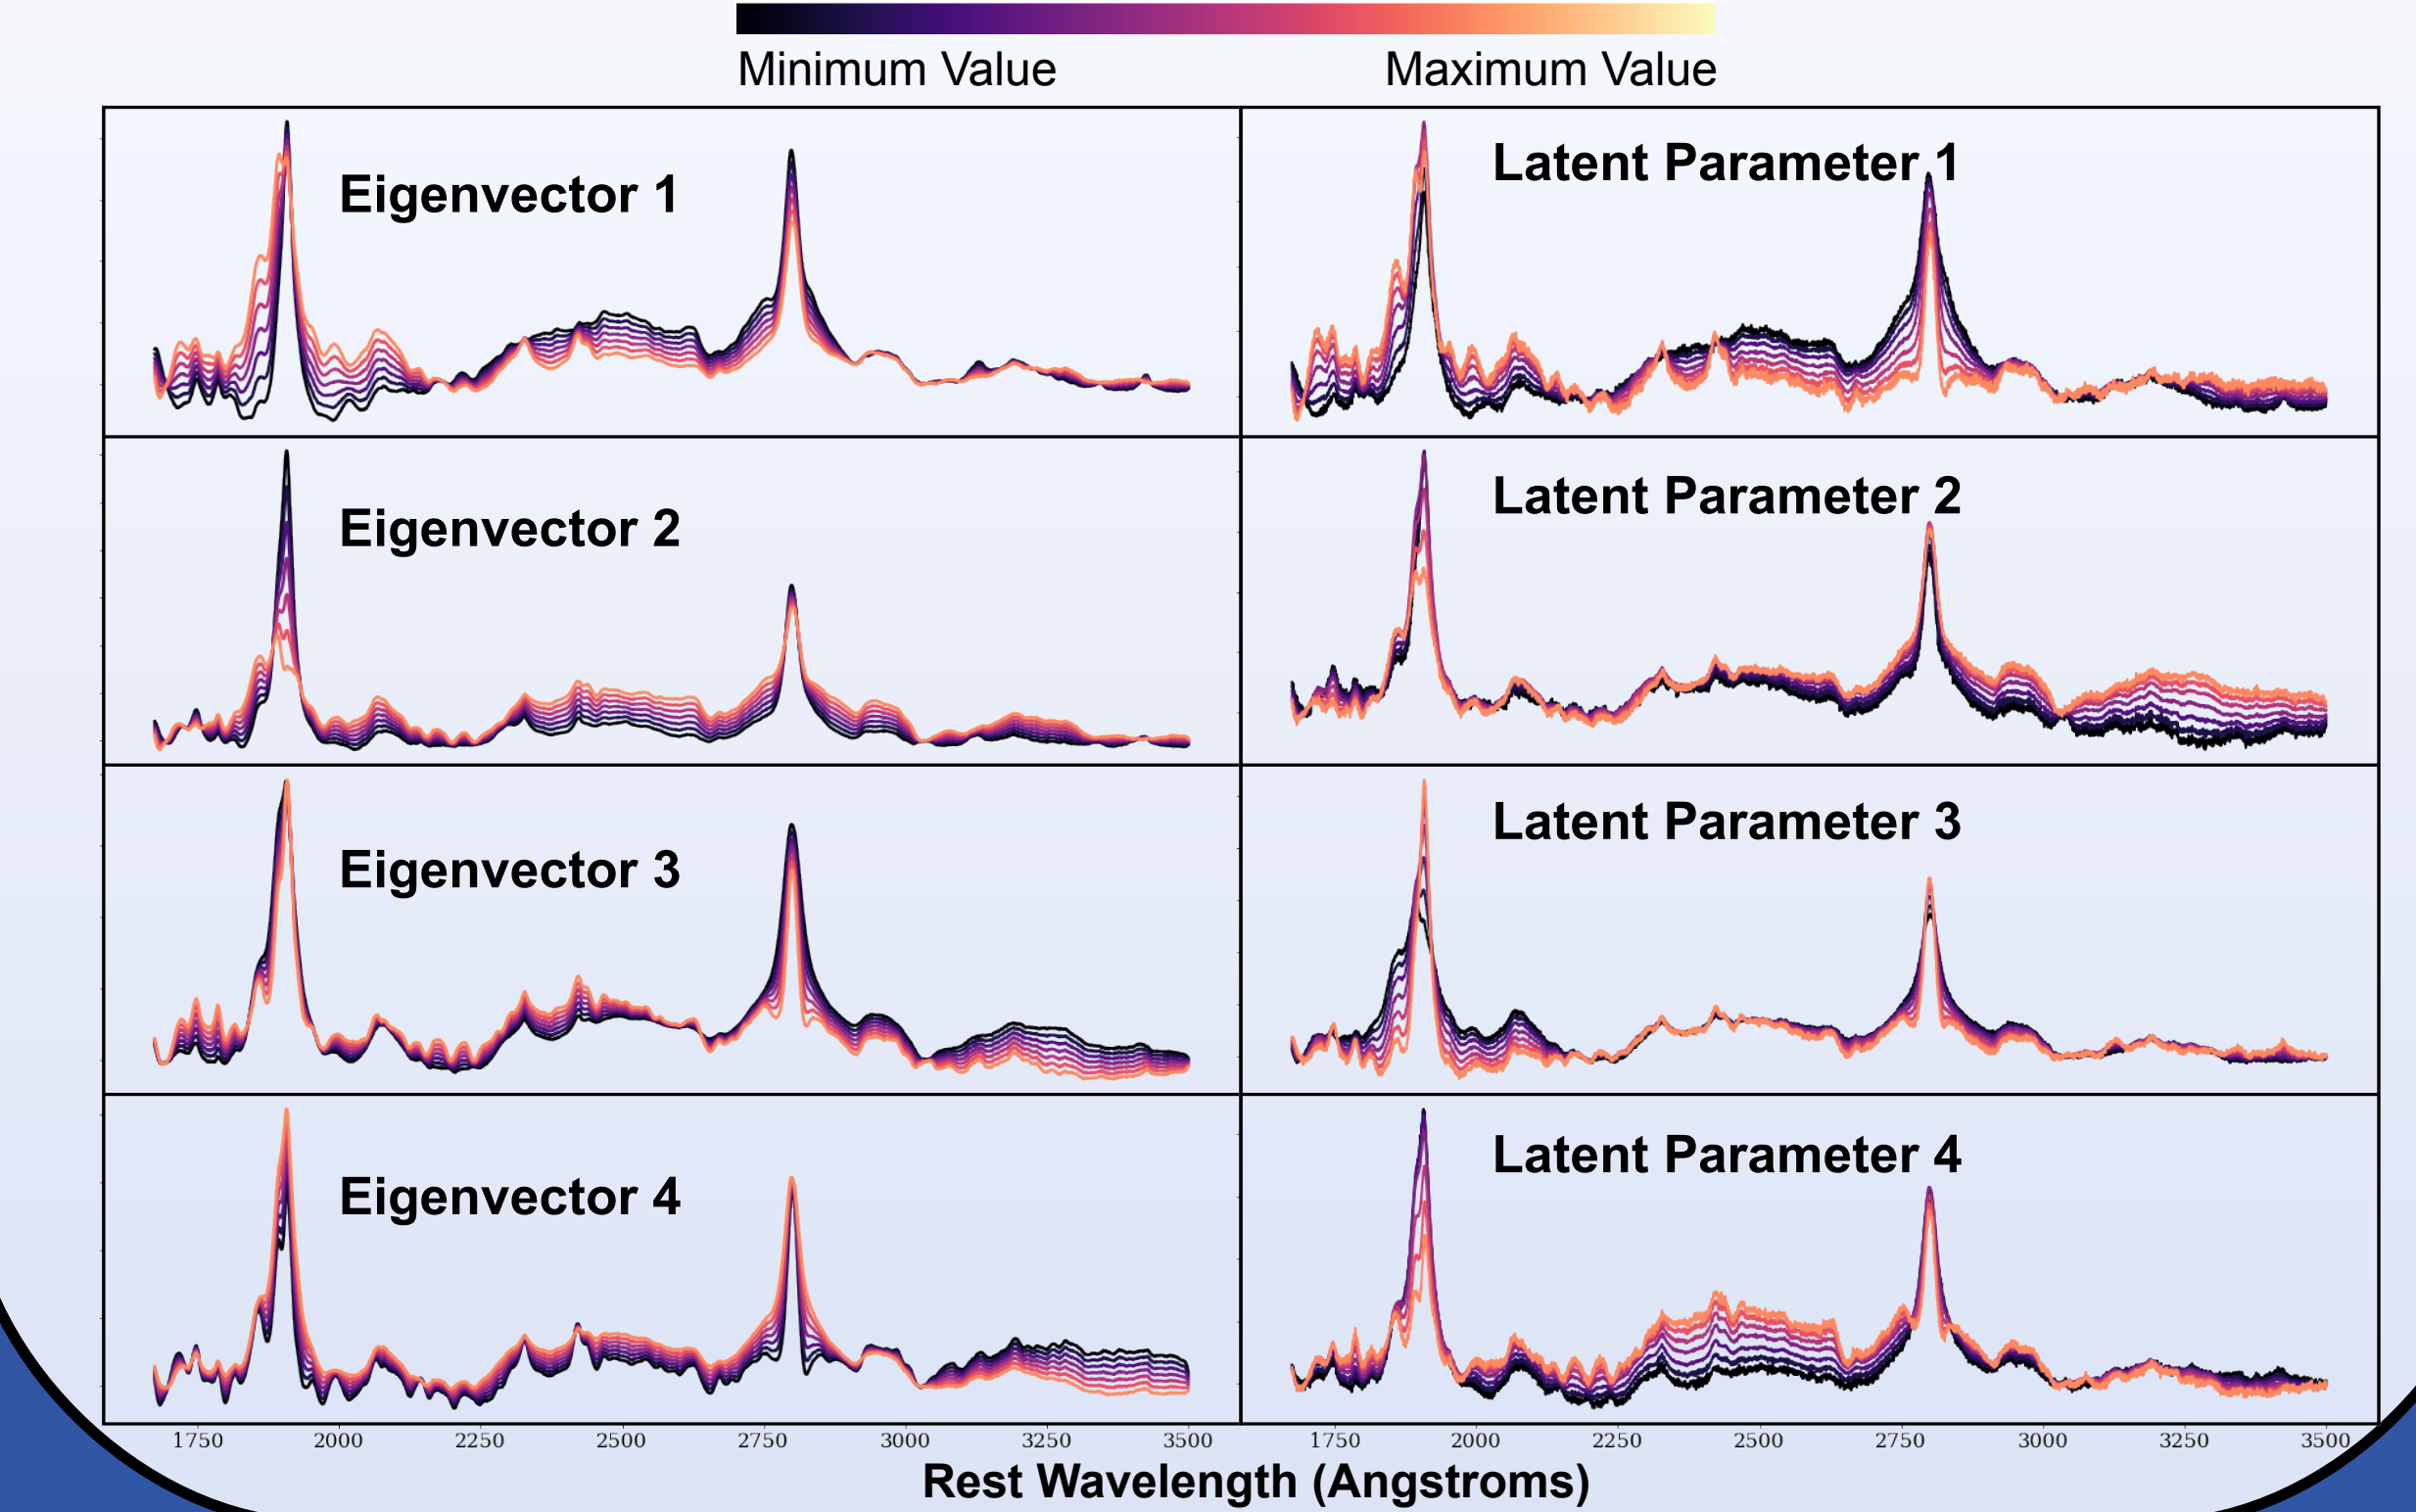 Minimum Value Maximum Value
Eigenvector 1
Latent Parameter 1
Eigenvector 2
Latent Parameter 2
Eigenvector 3
Latent Parameter 3
Eigenvector 4
Latent Parameter 4
1750 2000 2250 2500 2750 3000 3250 3500
1750 2000 2250 2500 2750 3000 3250 3500
Rest Wavelength (Angstroms)